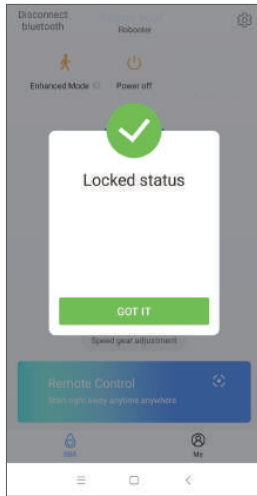 Disconnect
bluetooth
Robooter
Enhanced Mode
Power off
Locked status
GOT IT
Speed gear adjustment
Remote Control
Start right away anytime anywhere
Me